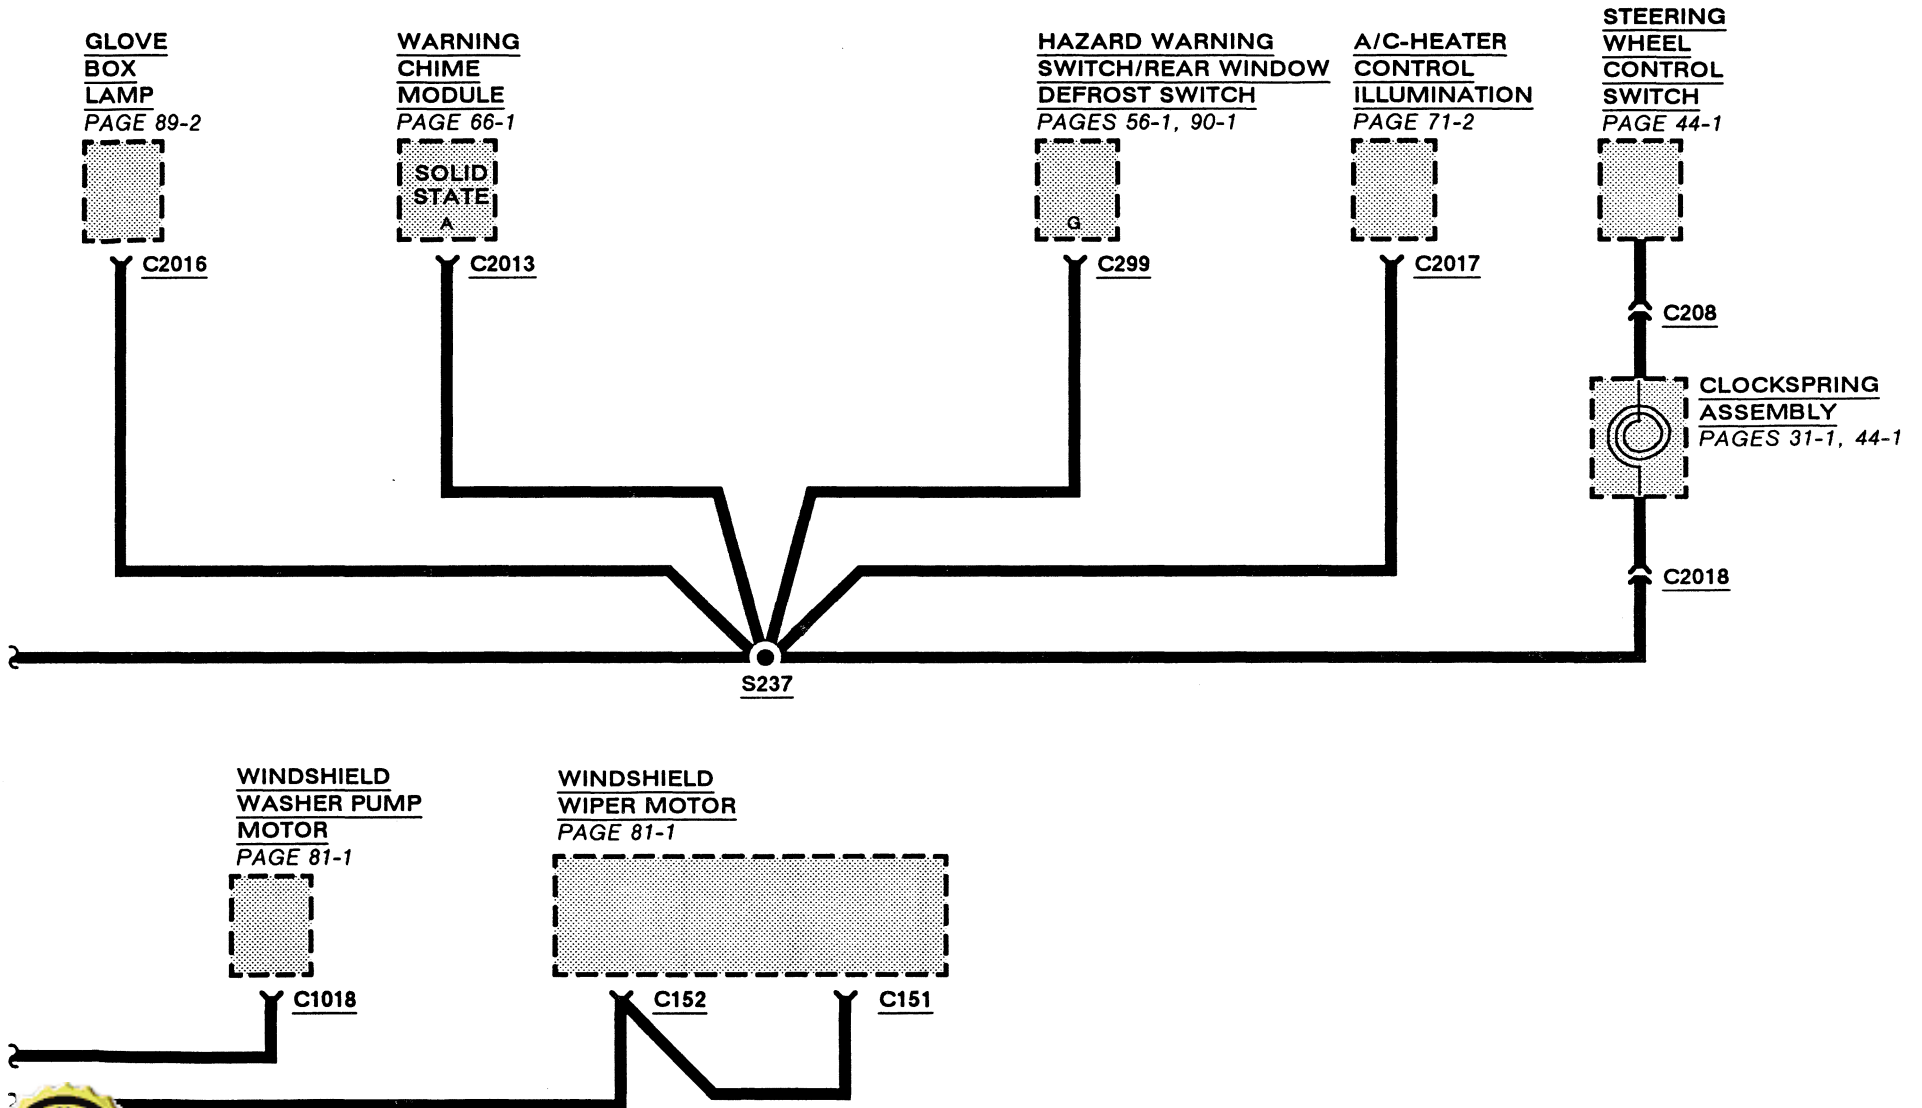 GLOVE
BOX
LAMP
PAGE 89-2
WARNING
CHIME
MODULE
PAGE 66-1
SOLID
STATE
A
HAZARD WARNING
SWITCH/REAR WINDOW
DEFROST SWITCH
PAGES 56-1, 90-1
G
A/C-HEATER
CONTROL
ILLUMINATION
PAGE 71-2
STEERING
WHEEL
CONTROL
SWITCH
PAGE 44-1
C2016
C2013
C299
C2017
C208
CLOCKSPRING
ASSEMBLY
PAGES 31-1, 44-1
C2018
S237
WINDSHIELD
WASHER PUMP
MOTOR
PAGE 81-1
WINDSHIELD
WIPER MOTOR
PAGE 81-1
C1018
C152
C151